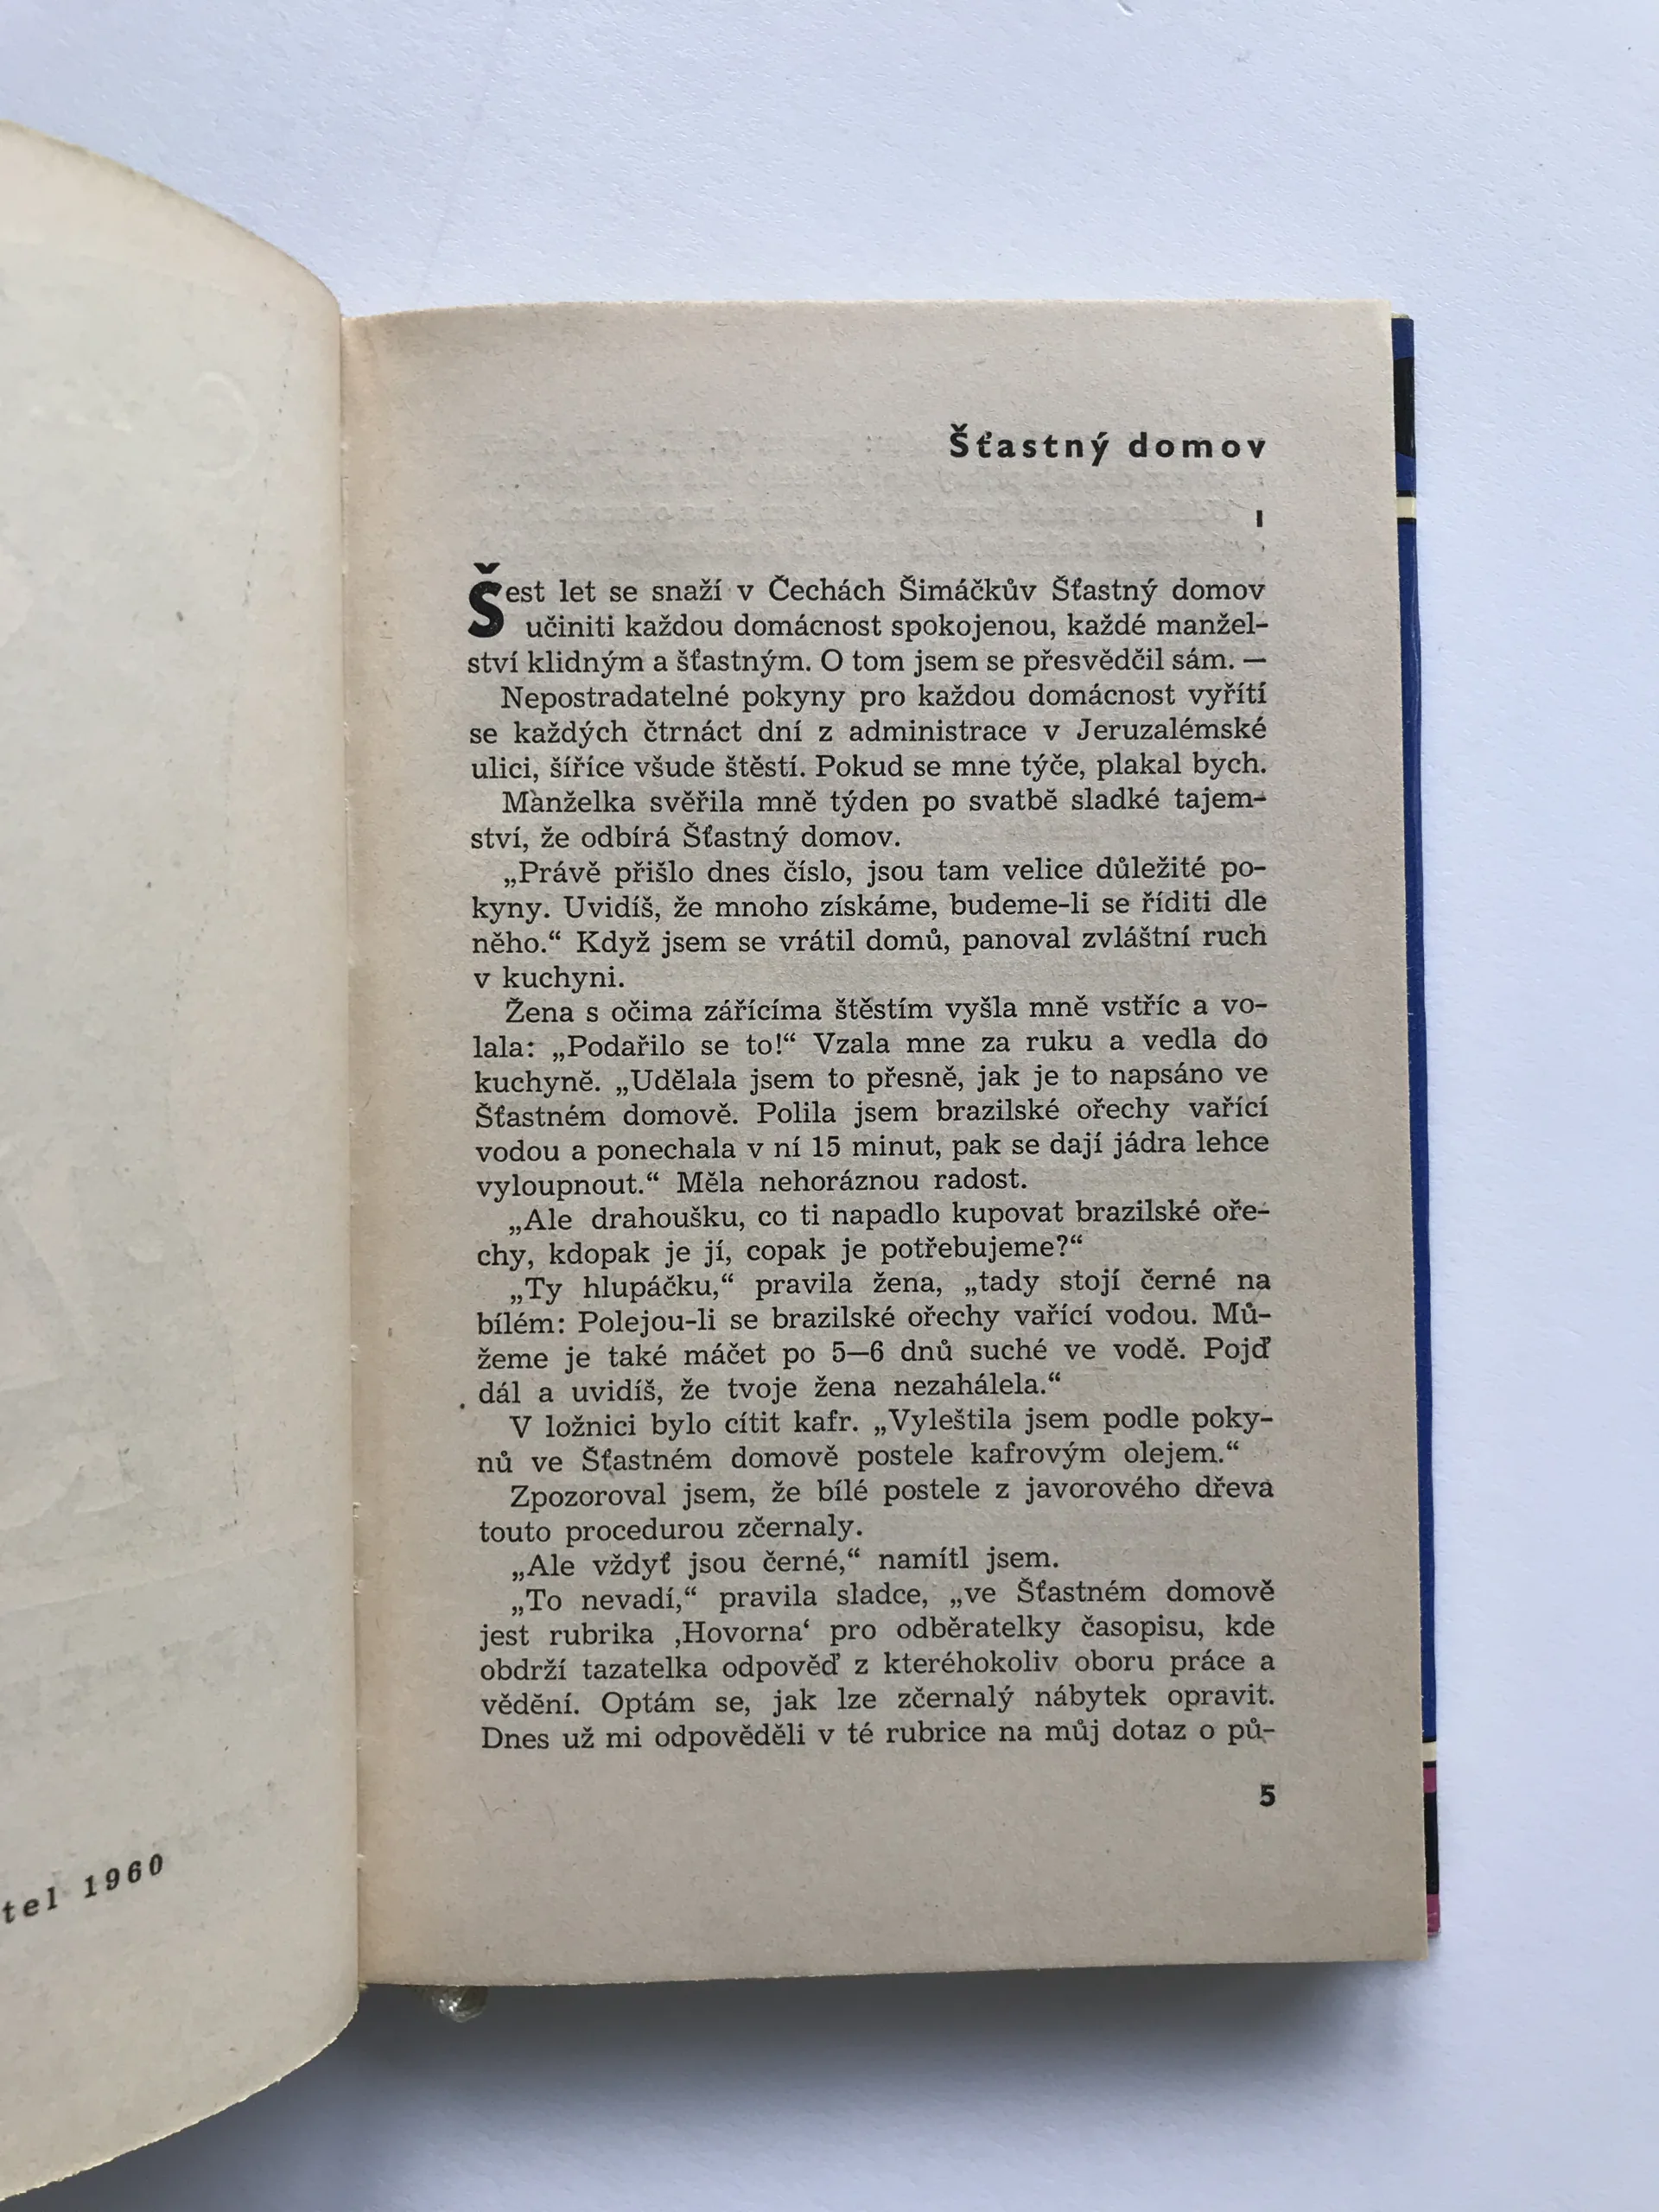 tel 1960
Šťastný domov
I
Šest let se snaží v Čechách Šimáčkův Šťastný domov
učiniti každou domácnost spokojenou, každé manžel-
ství klidným a šťastným. O tom jsem se přesvědčil sám. —
Nepostradatelné pokyny pro každou domácnost vyřítí
se každých čtrnáct dní z administrace v Jeruzalémské
ulici, šíříce všude štěstí. Pokud se mne týče, plakal bych.
Manželka svěřila mně týden po svatbě sladké tajem-
ství, že odbírá Šťastný domov.
„Právě přišlo dnes číslo, jsou tam velice důležité po-
kyny. Uvidíš, že mnoho získáme, budeme-li se říditi dle
něho.“ Když jsem se vrátil domů, panoval zvláštní ruch
v kuchyni.
Žena s očima zářícíma štěstím vyšla mně vstříc a vo-
lala: „Podařilo se to!“ Vzala mne za ruku a vedla do
kuchyně. „Udělala jsem to přesně, jak je to napsáno ve
Šťastném domově. Polila jsem brazilské ořechy vařící
vodou a ponechala v ní 15 minut, pak se dají jádra lehce
vyloupnout.“ Měla nehoráznou radost.
„Ale drahoušku, co ti napadlo kupovat brazilské oře-
chy, kdopak je jí, copak je potřebujeme?“
„Ty hlupáčku,“ pravila žena, „tady stojí černé na
bílém: Polejou-li se brazilské ořechy vařící vodou. Mů-
žeme je také máčet po 5—6 dnů suché ve vodě. Pojď
dál a uvidíš, že tvoje žena nezahálela.“
V ložnici bylo cítit kafr. „Vyleštila jsem podle poky-
nů ve Šťastném domově postele kafrovým olejem.“
Zpozoroval jsem, že bílé postele z javorového dřeva
touto procedurou zčernaly.
„Ale vždyť jsou černé,“ namítl jsem.
„To nevadí,“ pravila sladce, „ve Šťastném domově
jest rubrika ‚Hovorna‘ pro odběratelky časopisu, kde
obdrží tazatelka odpověď z kteréhokoliv oboru práce a
vědění. Optám se, jak lze zčernalý nábytek opravit.
Dnes už mi odpověděli v té rubrice na můj dotaz o pů-
5